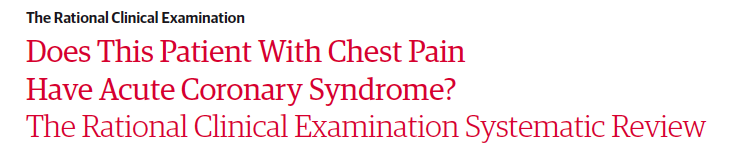 The Rational Clinical Examination
Does This Patient With Chest Pain
Have Acute Coronary Syndrome?
The Rational Clinical Examination Systematic Review